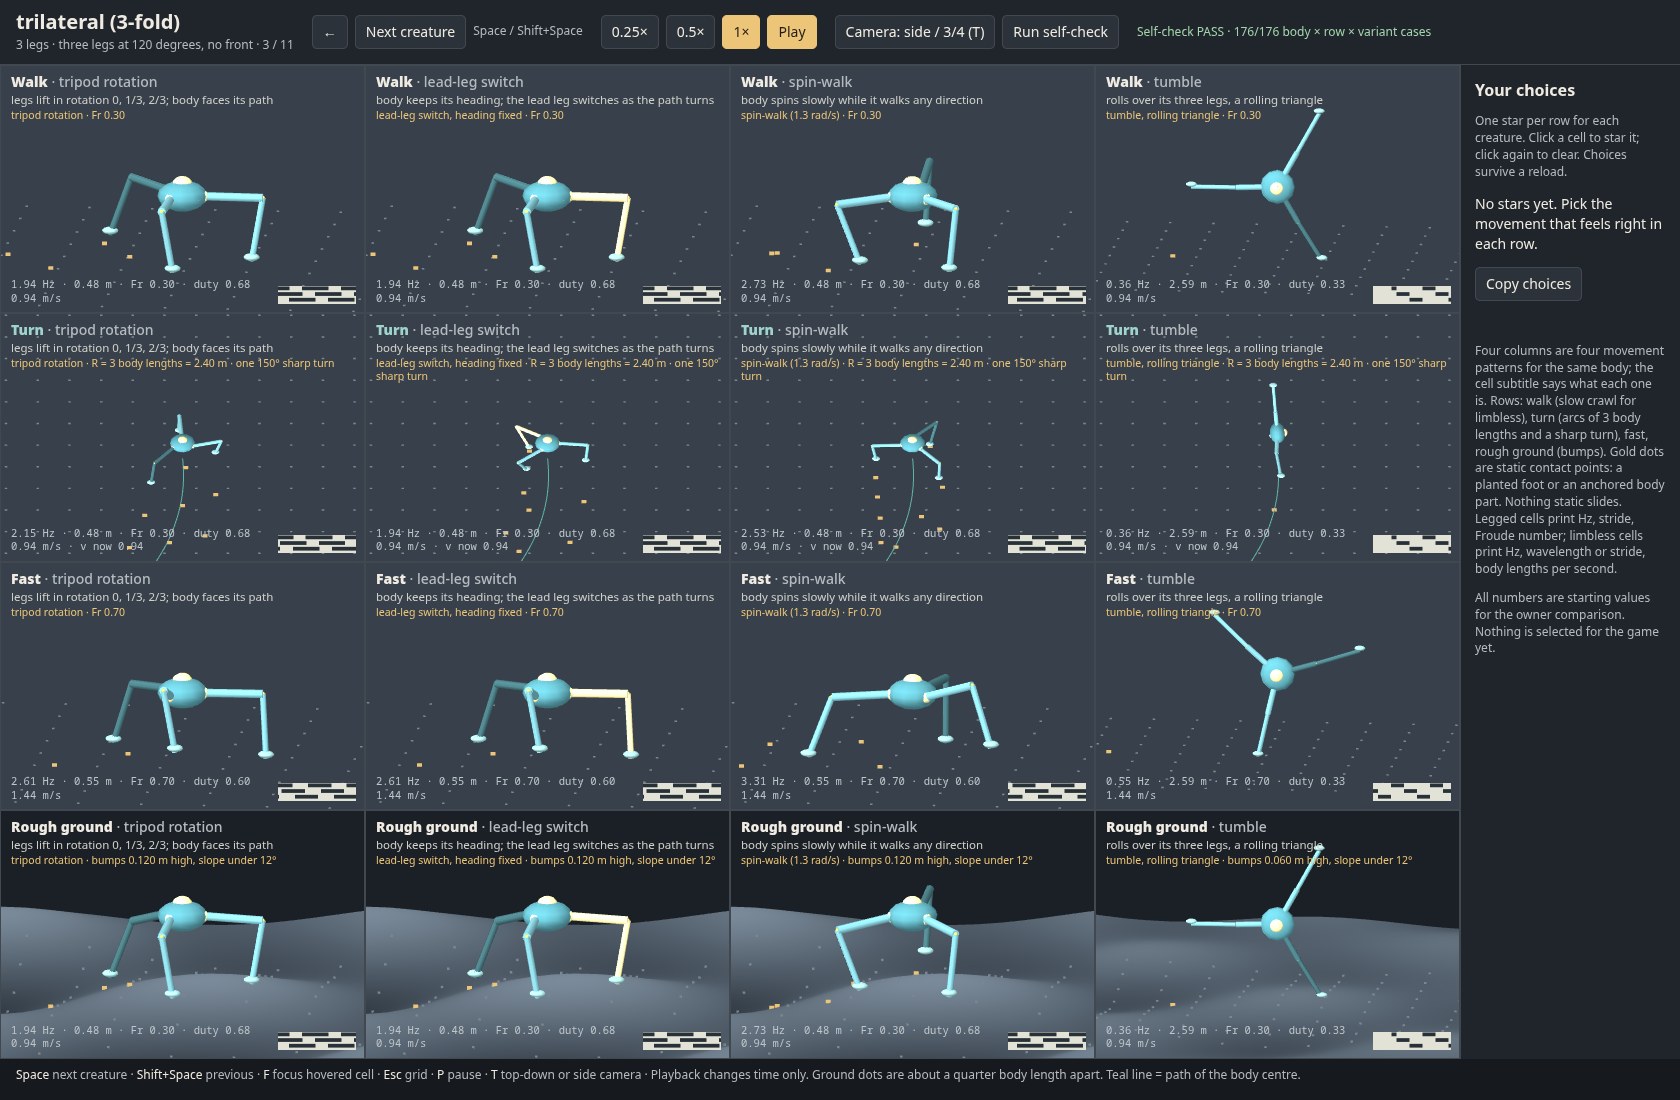 trilateral (3-fold)
3 legs · three legs at 120 degrees, no front · 3 / 11
←
Next creature
Space / Shift+Space
0.25×
0.5×
1×
Play
Camera: side / 3/4 (T)
Run self-check
Self-check PASS · 176/176 body × row × variant cases
Walk · tripod rotation
legs lift in rotation 0, 1/3, 2/3; body faces its path
tripod rotation · Fr 0.30
1.94 Hz · 0.48 m · Fr 0.30 · duty 0.68
0.94 m/s
Walk · lead-leg switch
body keeps its heading; the lead leg switches as the path turns
lead-leg switch, heading fixed · Fr 0.30
1.94 Hz · 0.48 m · Fr 0.30 · duty 0.68
0.94 m/s
Walk · spin-walk
body spins slowly while it walks any direction
spin-walk (1.3 rad/s) · Fr 0.30
2.73 Hz · 0.48 m · Fr 0.30 · duty 0.68
0.94 m/s
Walk · tumble
rolls over its three legs, a rolling triangle
tumble, rolling triangle · Fr 0.30
0.36 Hz · 2.59 m · Fr 0.30 · duty 0.33
0.94 m/s
Turn · tripod rotation
legs lift in rotation 0, 1/3, 2/3; body faces its path
tripod rotation · R = 3 body lengths = 2.40 m · one 150° sharp turn
2.15 Hz · 0.48 m · Fr 0.30 · duty 0.68
0.94 m/s · v now 0.94
Turn · lead-leg switch
body keeps its heading; the lead leg switches as the path turns
lead-leg switch, heading fixed · R = 3 body lengths = 2.40 m · one 150°
sharp turn
1.94 Hz · 0.48 m · Fr 0.30 · duty 0.68
0.94 m/s · v now 0.94
Turn · spin-walk
body spins slowly while it walks any direction
spin-walk (1.3 rad/s) · R = 3 body lengths = 2.40 m · one 150° sharp
turn
2.53 Hz · 0.48 m · Fr 0.30 · duty 0.68
0.94 m/s · v now 0.94
Turn · tumble
rolls over its three legs, a rolling triangle
tumble, rolling triangle · R = 3 body lengths = 2.40 m · one 150° sharp
turn
0.36 Hz · 2.59 m · Fr 0.30 · duty 0.33
0.94 m/s · v now 0.94
Fast · tripod rotation
legs lift in rotation 0, 1/3, 2/3; body faces its path
tripod rotation · Fr 0.70
2.61 Hz · 0.55 m · Fr 0.70 · duty 0.60
1.44 m/s
Fast · lead-leg switch
body keeps its heading; the lead leg switches as the path turns
lead-leg switch, heading fixed · Fr 0.70
2.61 Hz · 0.55 m · Fr 0.70 · duty 0.60
1.44 m/s
Fast · spin-walk
body spins slowly while it walks any direction
spin-walk (1.3 rad/s) · Fr 0.70
3.31 Hz · 0.55 m · Fr 0.70 · duty 0.60
1.44 m/s
Fast · tumble
rolls over its three legs, a rolling triangle
tumble, rolling triangle · Fr 0.70
0.55 Hz · 2.59 m · Fr 0.70 · duty 0.33
1.44 m/s
Rough ground · tripod rotation
legs lift in rotation 0, 1/3, 2/3; body faces its path
tripod rotation · bumps 0.120 m high, slope under 12°
1.94 Hz · 0.48 m · Fr 0.30 · duty 0.68
0.94 m/s
Rough ground · lead-leg switch
body keeps its heading; the lead leg switches as the path turns
lead-leg switch, heading fixed · bumps 0.120 m high, slope under 12°
1.94 Hz · 0.48 m · Fr 0.30 · duty 0.68
0.94 m/s
Rough ground · spin-walk
body spins slowly while it walks any direction
spin-walk (1.3 rad/s) · bumps 0.120 m high, slope under 12°
2.73 Hz · 0.48 m · Fr 0.30 · duty 0.68
0.94 m/s
Rough ground · tumble
rolls over its three legs, a rolling triangle
tumble, rolling triangle · bumps 0.060 m high, slope under 12°
0.36 Hz · 2.59 m · Fr 0.30 · duty 0.33
0.94 m/s
Your choices
One star per row for each
creature. Click a cell to star it;
click again to clear. Choices
survive a reload.
No stars yet. Pick the
movement that feels right in
each row.
Copy choices
Four columns are four movement
patterns for the same body; the
cell subtitle says what each one
is. Rows: walk (slow crawl for
limbless), turn (arcs of 3 body
lengths and a sharp turn), fast,
rough ground (bumps). Gold dots
are static contact points: a
planted foot or an anchored body
part. Nothing static slides.
Legged cells print Hz, stride,
Froude number; limbless cells
print Hz, wavelength or stride,
body lengths per second.
All numbers are starting values
for the owner comparison.
Nothing is selected for the game
yet.
Space next creature · Shift+Space previous · F focus hovered cell · Esc grid · P pause · T top-down or side camera · Playback changes time only. Ground dots are about a quarter body length apart. Teal line = path of the body centre.